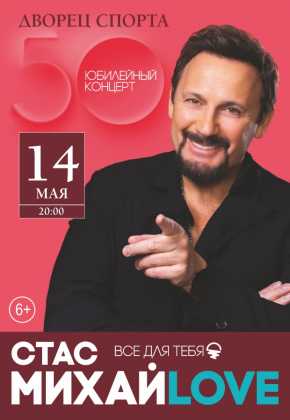 ДВОРЕЦ СПОРТА
50
ЮБИЛЕЙНЫЙ
КОНЦЕРТ
14
МАЯ
20:00
6+
СТАС
ВСЕ ДЛЯ ТЕБЯ
МИХАЙLOVE